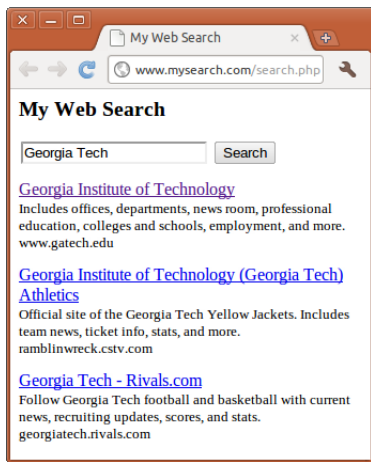 My Web Search
www.mysearch.com/search.php
My Web Search
Georgia Tech Search
Georgia Institute of Technology
Includes offices, departments, news room, professional
education, colleges and schools, employment, and more.
www.gatech.edu
Georgia Institute of Technology (Georgia Tech)
Athletics
Official site of the Georgia Tech Yellow Jackets. Includes
team news, ticket info, stats, and more.
ramblinwreck.cstv.com
Georgia Tech - Rivals.com
Follow Georgia Tech football and basketball with current
news, recruiting updates, scores, and stats.
georgiatech.rivals.com